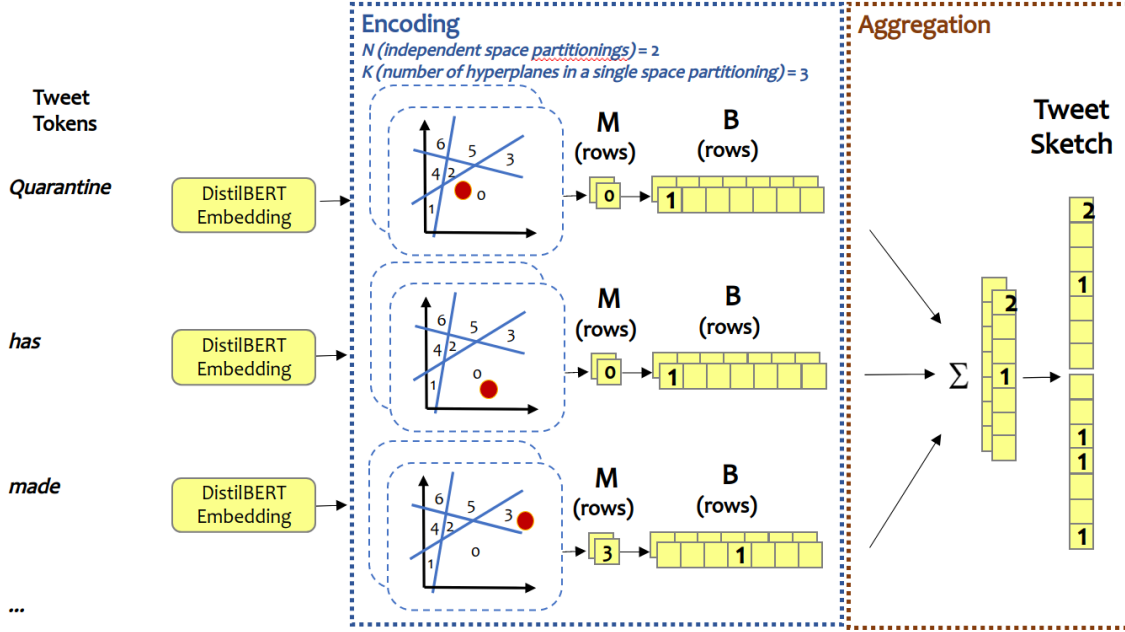 Encoding
N (independent space partitionings) = 2
K (number of hyperplanes in a single space partitioning) = 3
Aggregation
Tweet
Tokens
Tweet
Sketch
Quarantine
DistilBERT
Embedding
6
5
3
4
2
0
1
M
(rows)
0
B
(rows)
1
has
DistilBERT
Embedding
6
5
3
4
2
0
1
M
(rows)
0
B
(rows)
1
made
DistilBERT
Embedding
6
5
3
4
2
0
1
M
(rows)
3
B
(rows)
1
...
Σ
2
1
2
1
1
1
1